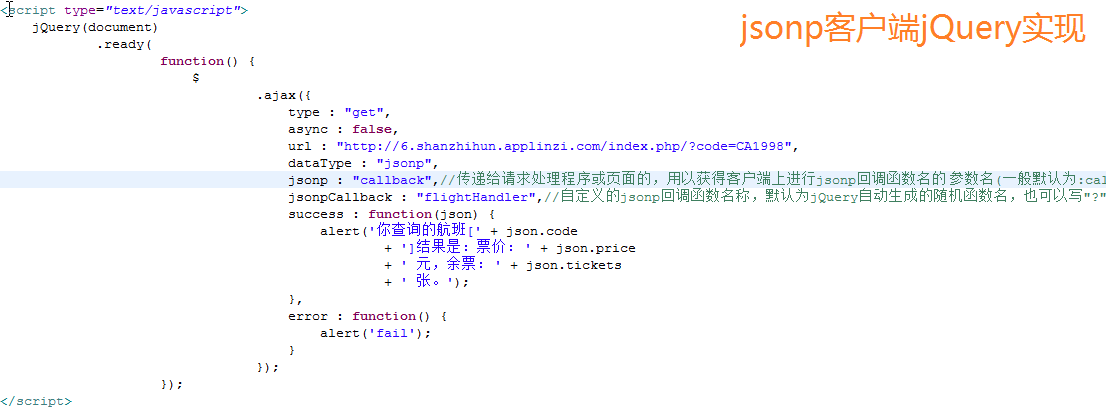 <script type="text/javascript">
jsonp客户端jQuery实现
jQuery(document)
.ready(
function() {
$
.ajax({
type : "get",
async : false,
url : "http://6.shanzhihun.applinzi.com/index.php/?code=CA1998",
dataType : "jsonp",
jsonp : "callback",//传递给请求处理程序或页面的，用以获得客户端上进行jsonp回调函数名的参数名(一般默认为:cal
jsonpCallback : "flightHandler",//自定义的jsonp回调函数名称，默认为jQuery自动生成的随机函数名，也可以写"?"
success : function(json) {
alert('你查询的航班[' + json.code
+ ']结果是：票价：' + json.price
+ ' 元，余票：' + json.tickets
+ ' 张。');
},
error : function() {
alert('fail');
}
});
});
</script>